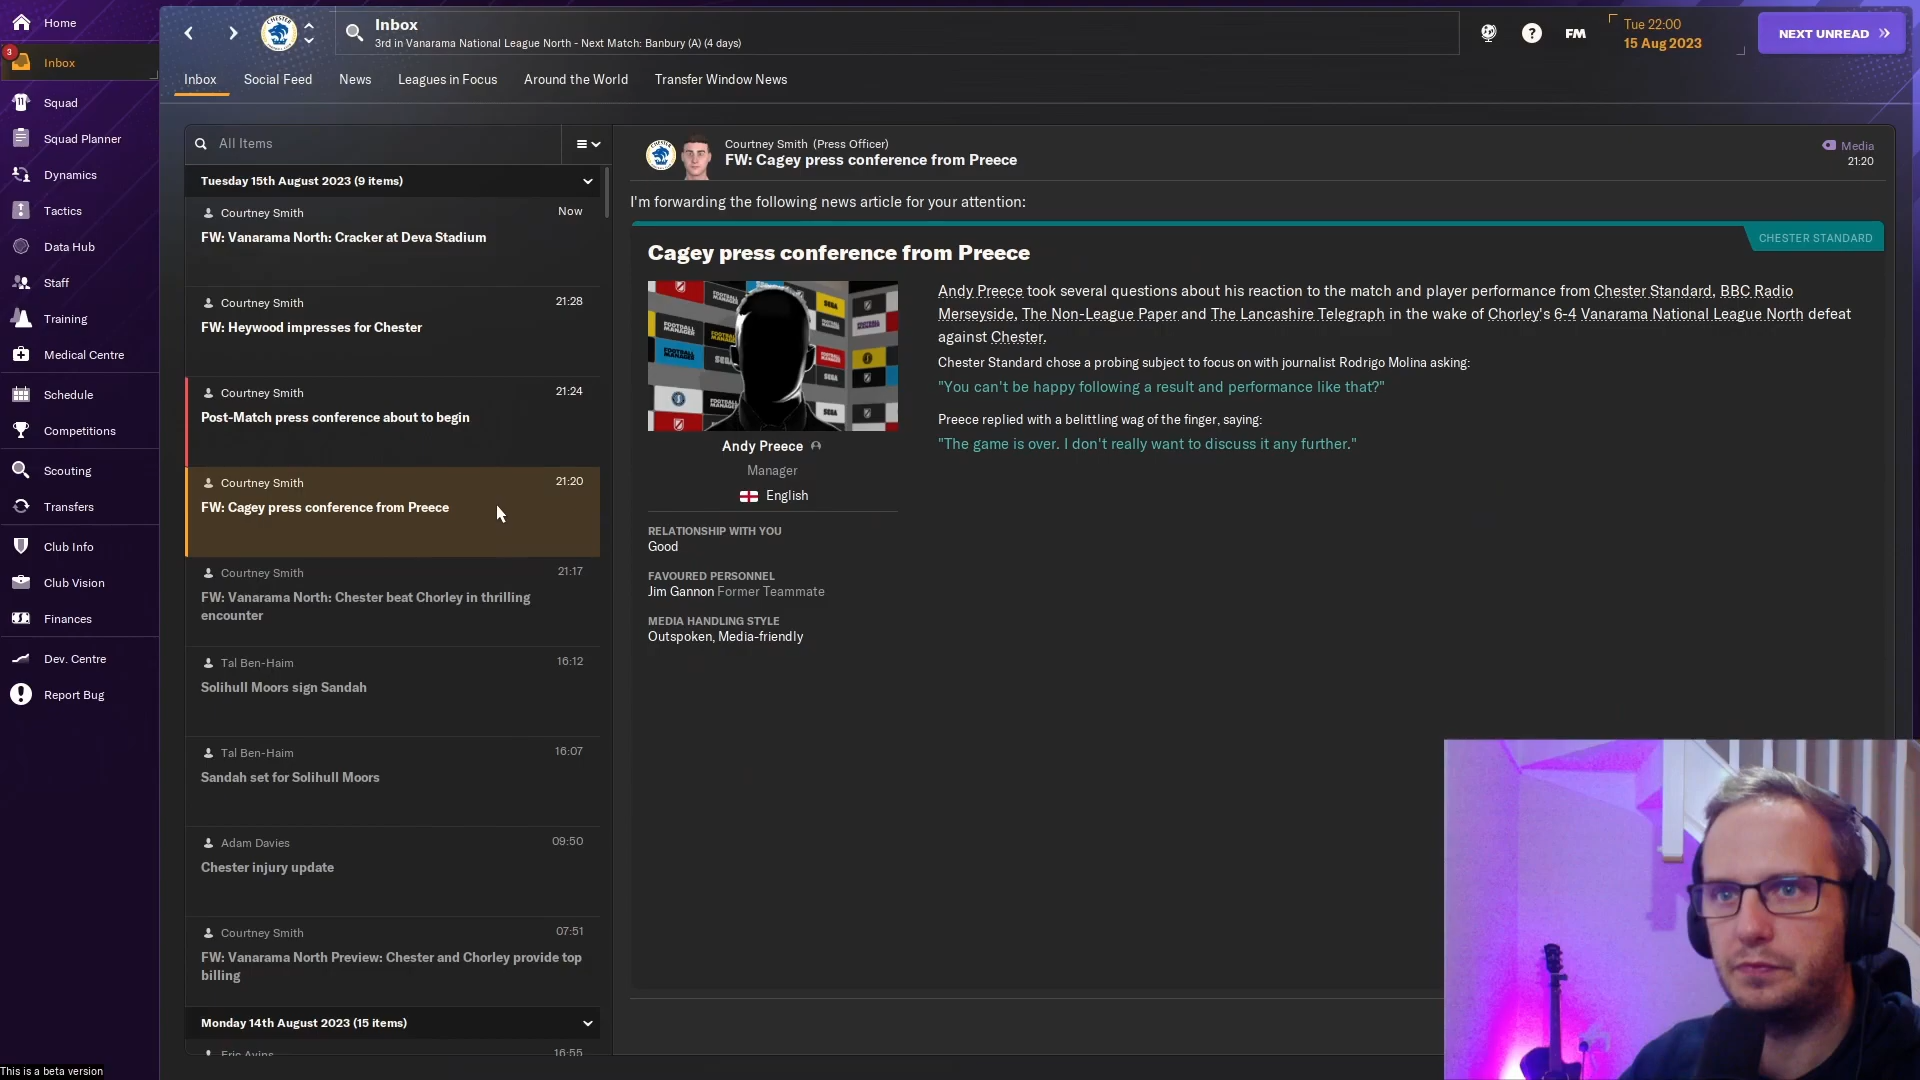 Home
Inbox
3
Squad
Squad Planner
Dynamics
Tactics
Data Hub
Staff
Training
Medical Centre
Schedule
Competitions
Scouting
Transfers
Club Info
Club Vision
Finances
Dev. Centre
Report Bug
This is a beta version
Inbox
3rd in Vanarama National League North - Next Match: Banbury (A) (4 days)
FM
Tue 22:00
15 Aug 2023
NEXT UNREAD
Inbox Social Feed News Leagues in Focus Around the World Transfer Window News
All Items
Tuesday 15th August 2023 (9 items)
Courtney Smith Now
FW: Vanarama North: Cracker at Deva Stadium
Courtney Smith 21:28
FW: Heywood impresses for Chester
Courtney Smith 21:24
Post-Match press conference about to begin
Courtney Smith 21:20
FW: Cagey press conference from Preece
Courtney Smith 21:17
FW: Vanarama North: Chester beat Chorley in thrilling
encounter
Tal Ben-Haim 16:12
Solihull Moors sign Sandah
Tal Ben-Haim 16:07
Sandah set for Solihull Moors
Adam Davies 09:50
Chester injury update
Courtney Smith 07:51
FW: Vanarama North Preview: Chester and Chorley provide top
billing
Monday 14th August 2023 (15 items)
Eric Avins 16:55
Courtney Smith (Press Officer)
FW: Cagey press conference from Preece
Media
21:20
I'm forwarding the following news article for your attention:
CHESTER STANDARD
Cagey press conference from Preece
Andy Preece took several questions about his reaction to the match and player performance from Chester Standard, BBC Radio
Merseyside, The Non-League Paper and The Lancashire Telegraph in the wake of Chorley's 6-4 Vanarama National League North defeat
against Chester.
Chester Standard chose a probing subject to focus on with journalist Rodrigo Molina asking:
"You can't be happy following a result and performance like that?"
Preece replied with a belittling wag of the finger, saying:
"The game is over. I don't really want to discuss it any further."
Andy Preece
Manager
English
RELATIONSHIP WITH YOU
Good
FAVOURED PERSONNEL
Jim Gannon Former Teammate
MEDIA HANDLING STYLE
Outspoken, Media-friendly